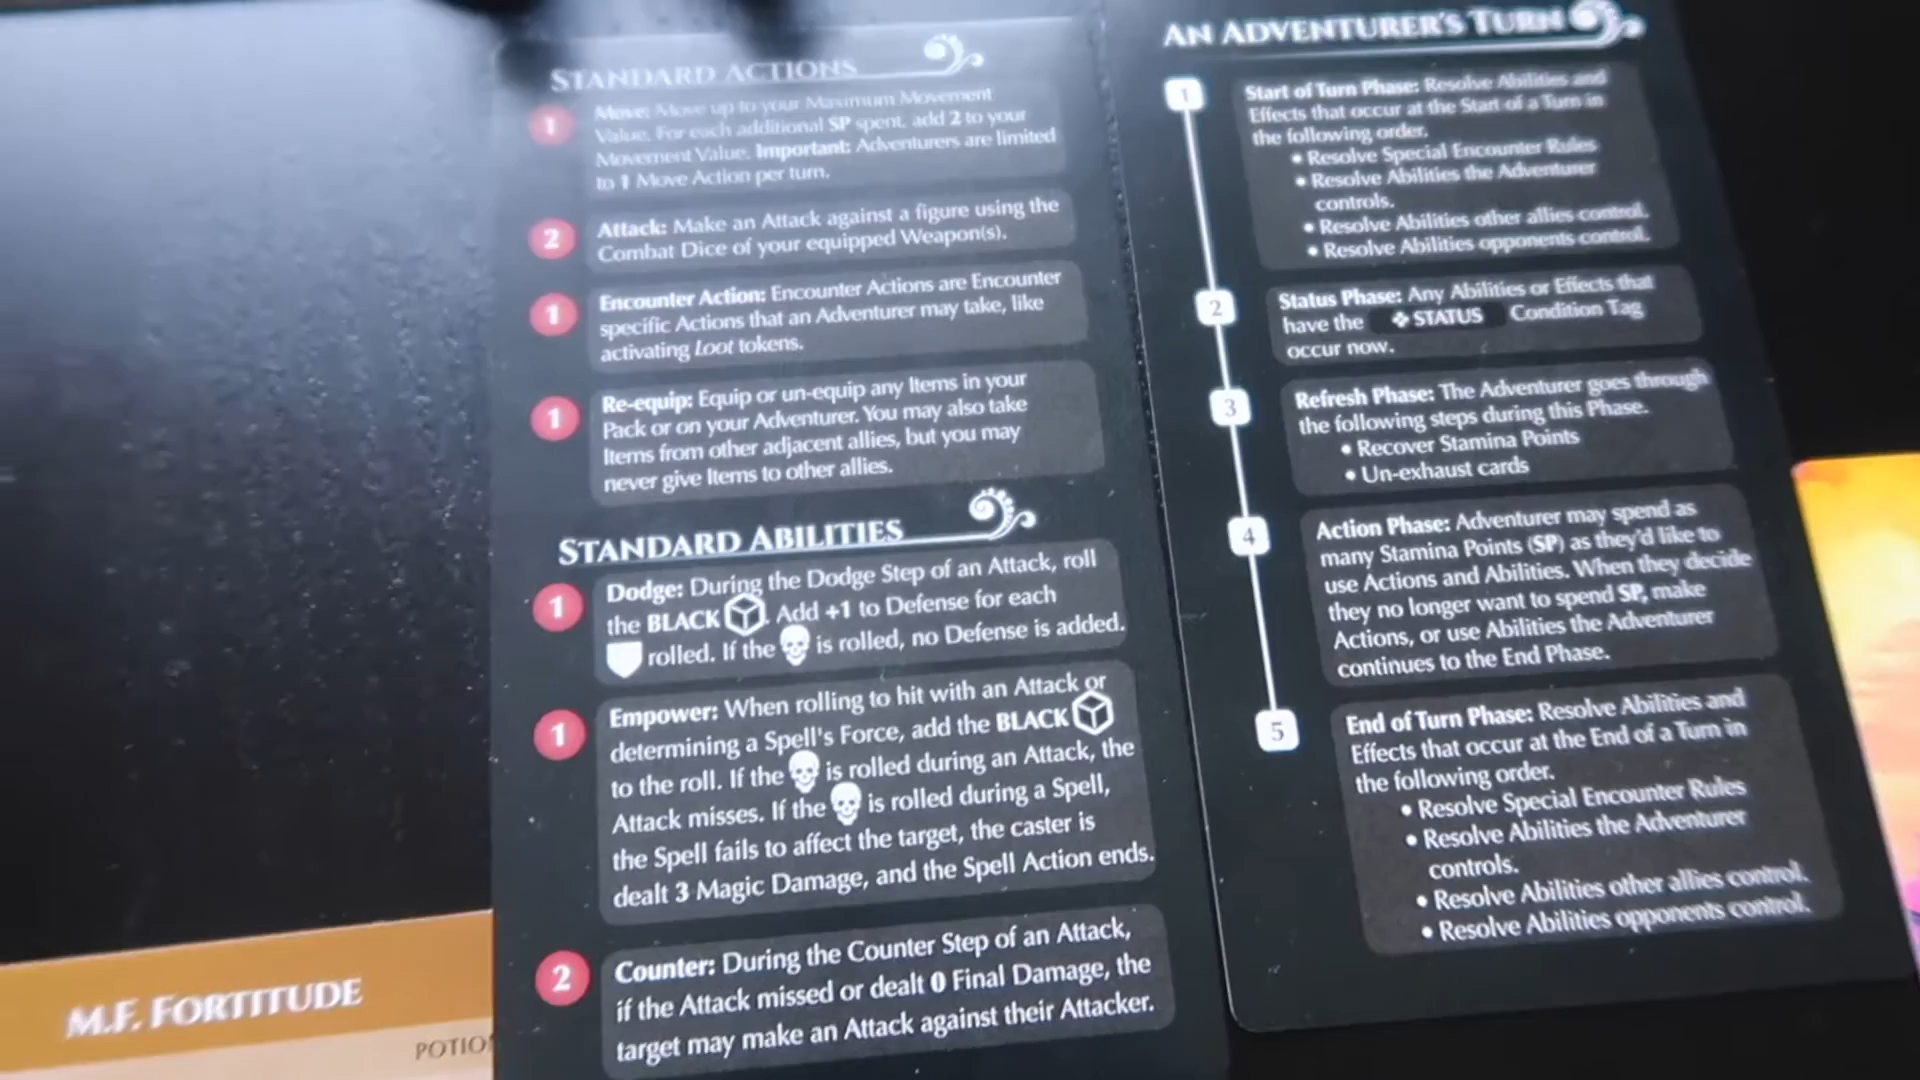 STANDARD ACTIONS
1
Move: Move up to your Maximum Movement
Value. For each additional SP spent, add 2 to your
Movement Value. Important: Adventurers are limited
to 1 Move Action per turn.
2
Attack: Make an Attack against a figure using the
Combat Dice of your equipped Weapon(s).
1
Encounter Action: Encounter Actions are Encounter
specific Actions that an Adventurer may take, like
activating Loot tokens.
1
Re-equip: Equip or un-equip any Items in your
Pack or on your Adventurer. You may also take
Items from other adjacent allies, but you may
never give Items to other allies.
STANDARD ABILITIES
1
Dodge: During the Dodge Step of an Attack, roll
the BLACK . Add +1 to Defense for each
rolled. If the is rolled, no Defense is added.
1
Empower: When rolling to hit with an Attack or
determining a Spell's Force, add the BLACK
to the roll. If the is rolled during an Attack, the
Attack misses. If the is rolled during a Spell,
the Spell fails to affect the target, the caster is
dealt 3 Magic Damage, and the Spell Action ends.
2
Counter: During the Counter Step of an Attack,
if the Attack missed or dealt 0 Final Damage, the
target may make an Attack against their Attacker.
AN ADVENTURER'S TURN
1
Start of Turn Phase: Resolve Abilities and
Effects that occur at the Start of a Turn in
the following order.
• Resolve Special Encounter Rules
• Resolve Abilities the Adventurer
controls.
• Resolve Abilities other allies control.
• Resolve Abilities opponents control.
2
Status Phase: Any Abilities or Effects that
have the STATUS Condition Tag
occur now.
3
Refresh Phase: The Adventurer goes through
the following steps during this Phase.
• Recover Stamina Points
• Un-exhaust cards
4
Action Phase: Adventurer may spend as
many Stamina Points (SP) as they'd like to
use Actions and Abilities. When they decide
they no longer want to spend SP, make
Actions, or use Abilities the Adventurer
continues to the End Phase.
5
End of Turn Phase: Resolve Abilities and
Effects that occur at the End of a Turn in
the following order.
• Resolve Special Encounter Rules
• Resolve Abilities the Adventurer
controls.
• Resolve Abilities other allies control.
• Resolve Abilities opponents control.
M.F. FORTITUDE
POTIO